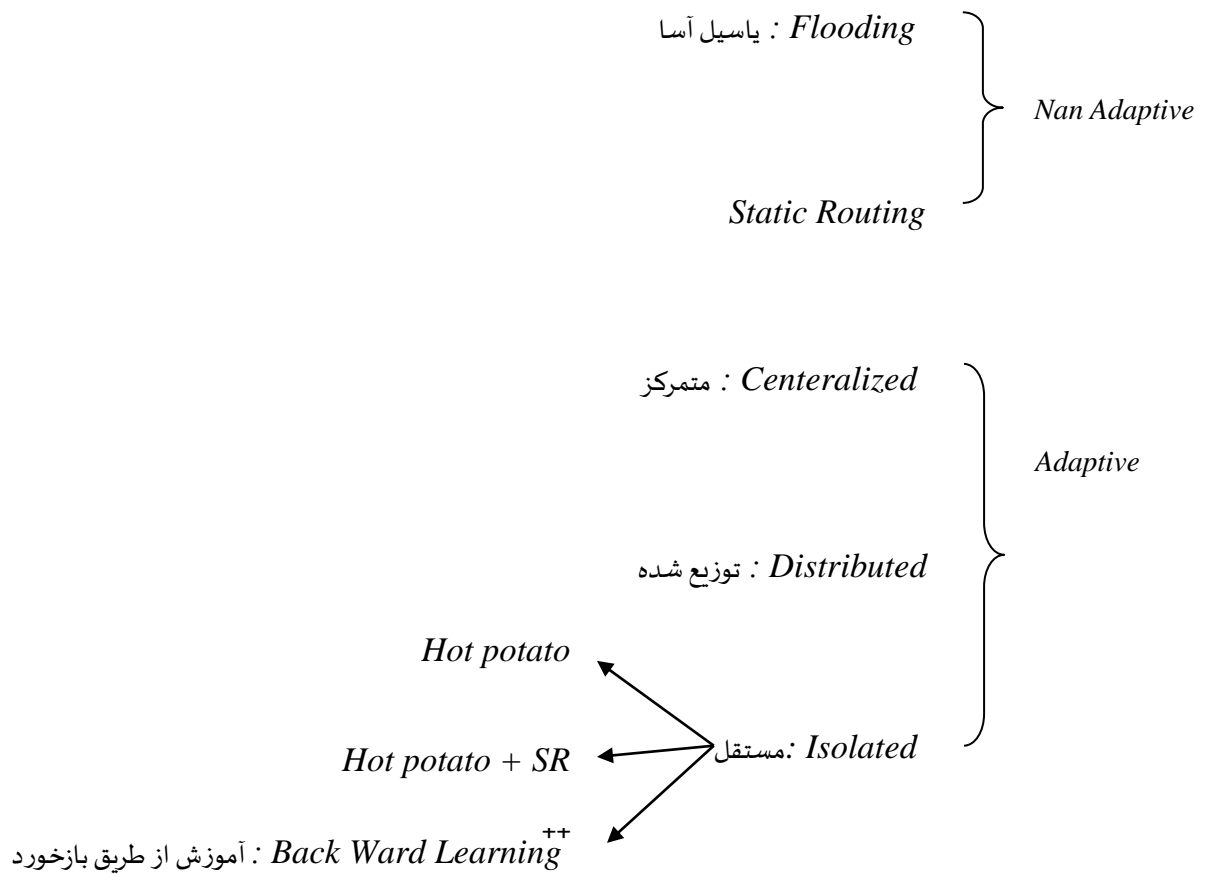 Flooding : یاسیل آسا
Nan Adaptive
Static Routing
Centeralized : متمرکز
Adaptive
Distributed : توزیع شده
Hot potato
Isolated :مستقل
Hot potato + SR
Back Ward Learning++ : آموزش از طریق بازخورد